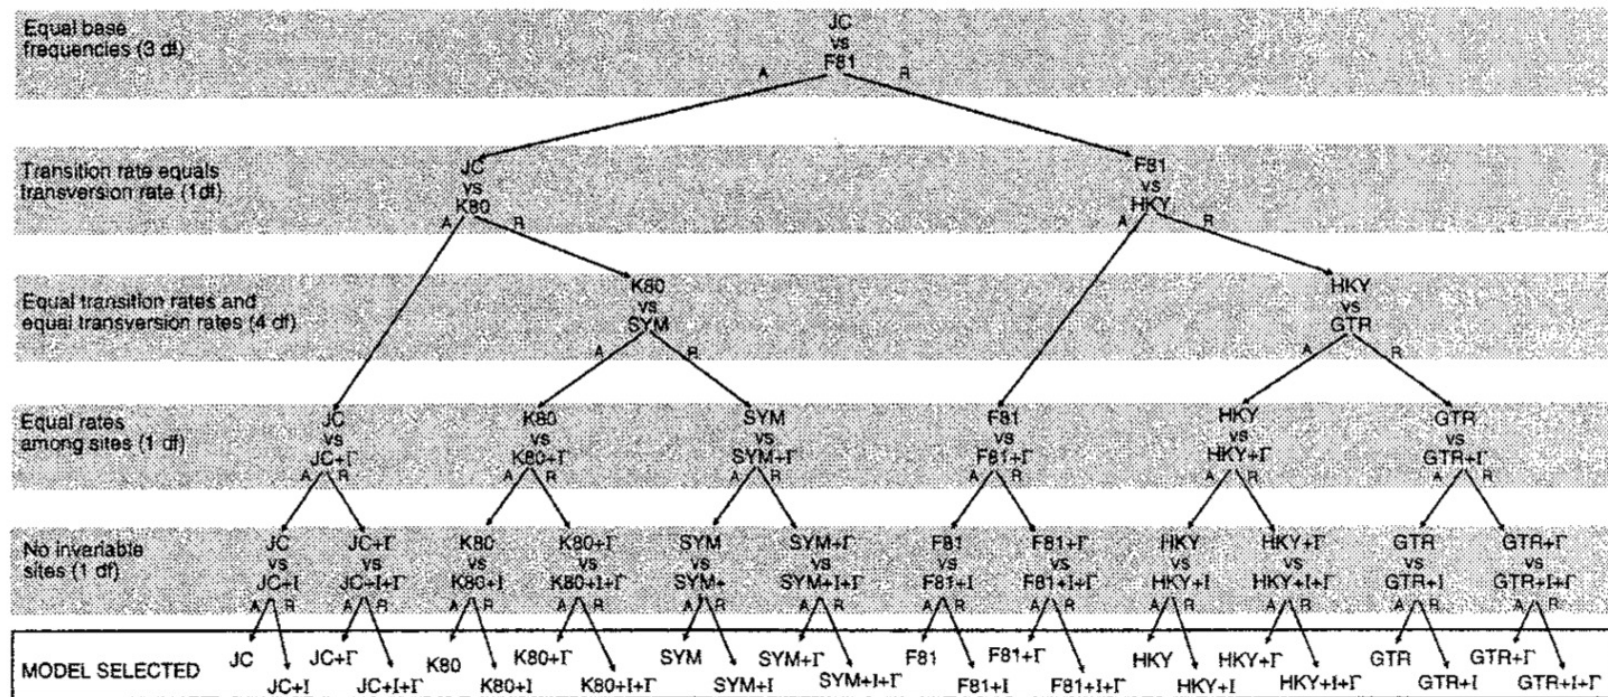 Equal base
frequencies (3 df)
JC
vs
F81
A
R
Transition rate equals
transversion rate (1df)
JC
vs
K80
A
R
F81
vs
HKY
A
R
Equal transition rates and
equal transversion rates (4 df)
K80
vs
SYM
A
R
HKY
vs
GTR
A
R
Equal rates
among sites (1 df)
JC
vs
JC+Γ
A R
K80
vs
K80+Γ
A R
SYM
vs
SYM+Γ
A R
F81
vs
F81+Γ
A R
HKY
vs
HKY+Γ
A R
GTR
vs
GTR+Γ
A R
No invariable
sites (1 df)
JC
vs
JC+I
A R
JC+Γ
vs
JC+I+Γ
A R
K80
vs
K80+I
A R
K80+Γ
vs
K80+I+Γ
A R
SYM
vs
SYM+
A R
SYM+Γ
vs
SYM+I+Γ
A R
F81
vs
F81+I
A R
F81+Γ
vs
F81+I+Γ
A R
HKY
vs
HKY+I
A R
HKY+Γ
vs
HKY+I+Γ
A R
GTR
vs
GTR+I
A R
GTR+Γ
vs
GTR+I+Γ
A R
MODEL SELECTED
JC
JC+I
JC+Γ
JC+I+Γ
K80
K80+I
K80+Γ
K80+I+Γ
SYM
SYM+I
SYM+Γ
SYM+I+Γ
F81
F81+I
F81+Γ
F81+I+Γ
HKY
HKY+I
HKY+Γ
HKY+I+Γ
GTR
GTR+I
GTR+Γ
GTR+I+Γ